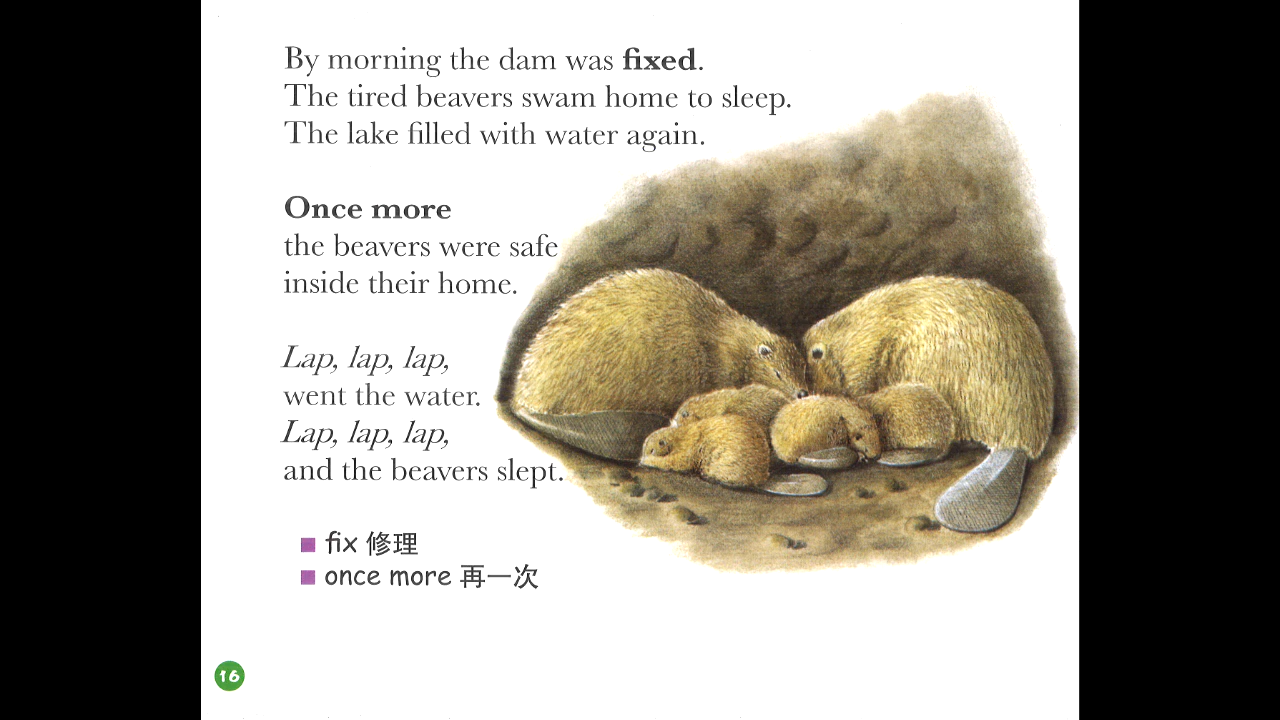 By morning the dam was fixed.
The tired beavers swam home to sleep.
The lake filled with water again.
Once more
the beavers were safe
inside their home.
Lap, lap, lap,
went the water.
Lap, lap, lap,
and the beavers slept.
fix 修理
once more 再一次
16